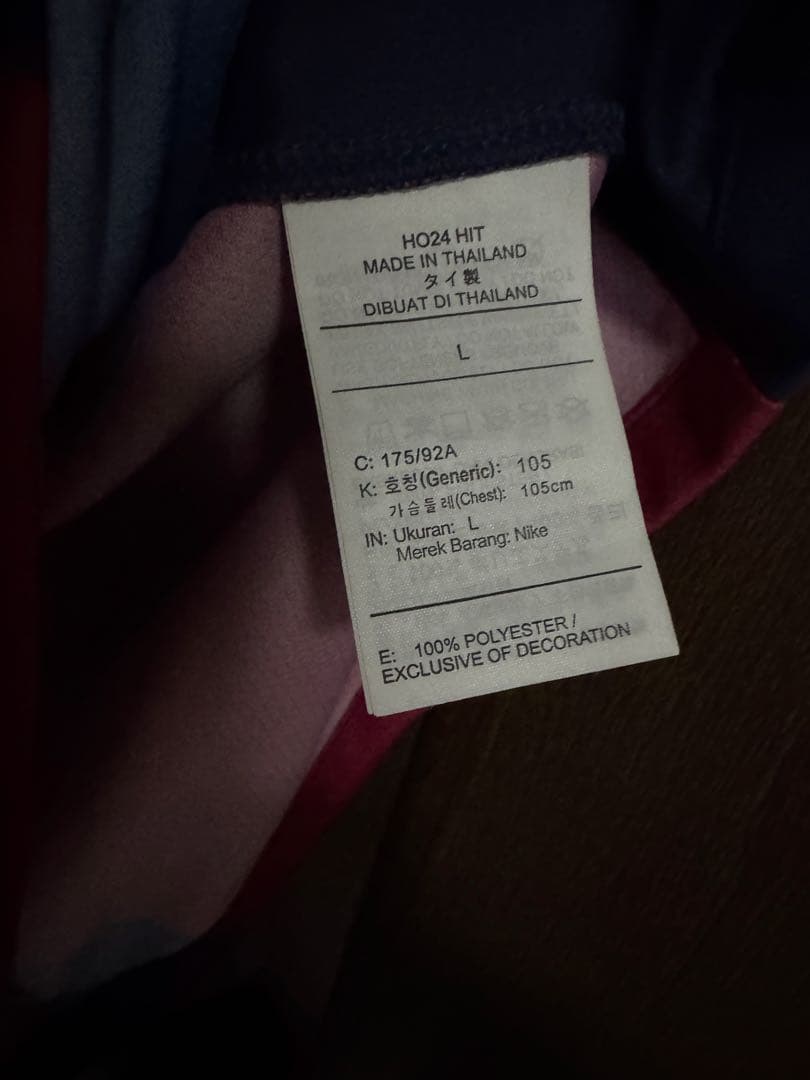 HO24 HIT
MADE IN THAILAND
タイ製
DIBUAT DI THAILAND
L
C: 175/92A
K: 호칭(Generic): 105
가슴둘레(Chest): 105cm
IN: Ukuran: L
Merek Barang: Nike
E: 100% POLYESTER /
EXCLUSIVE OF DECORATION